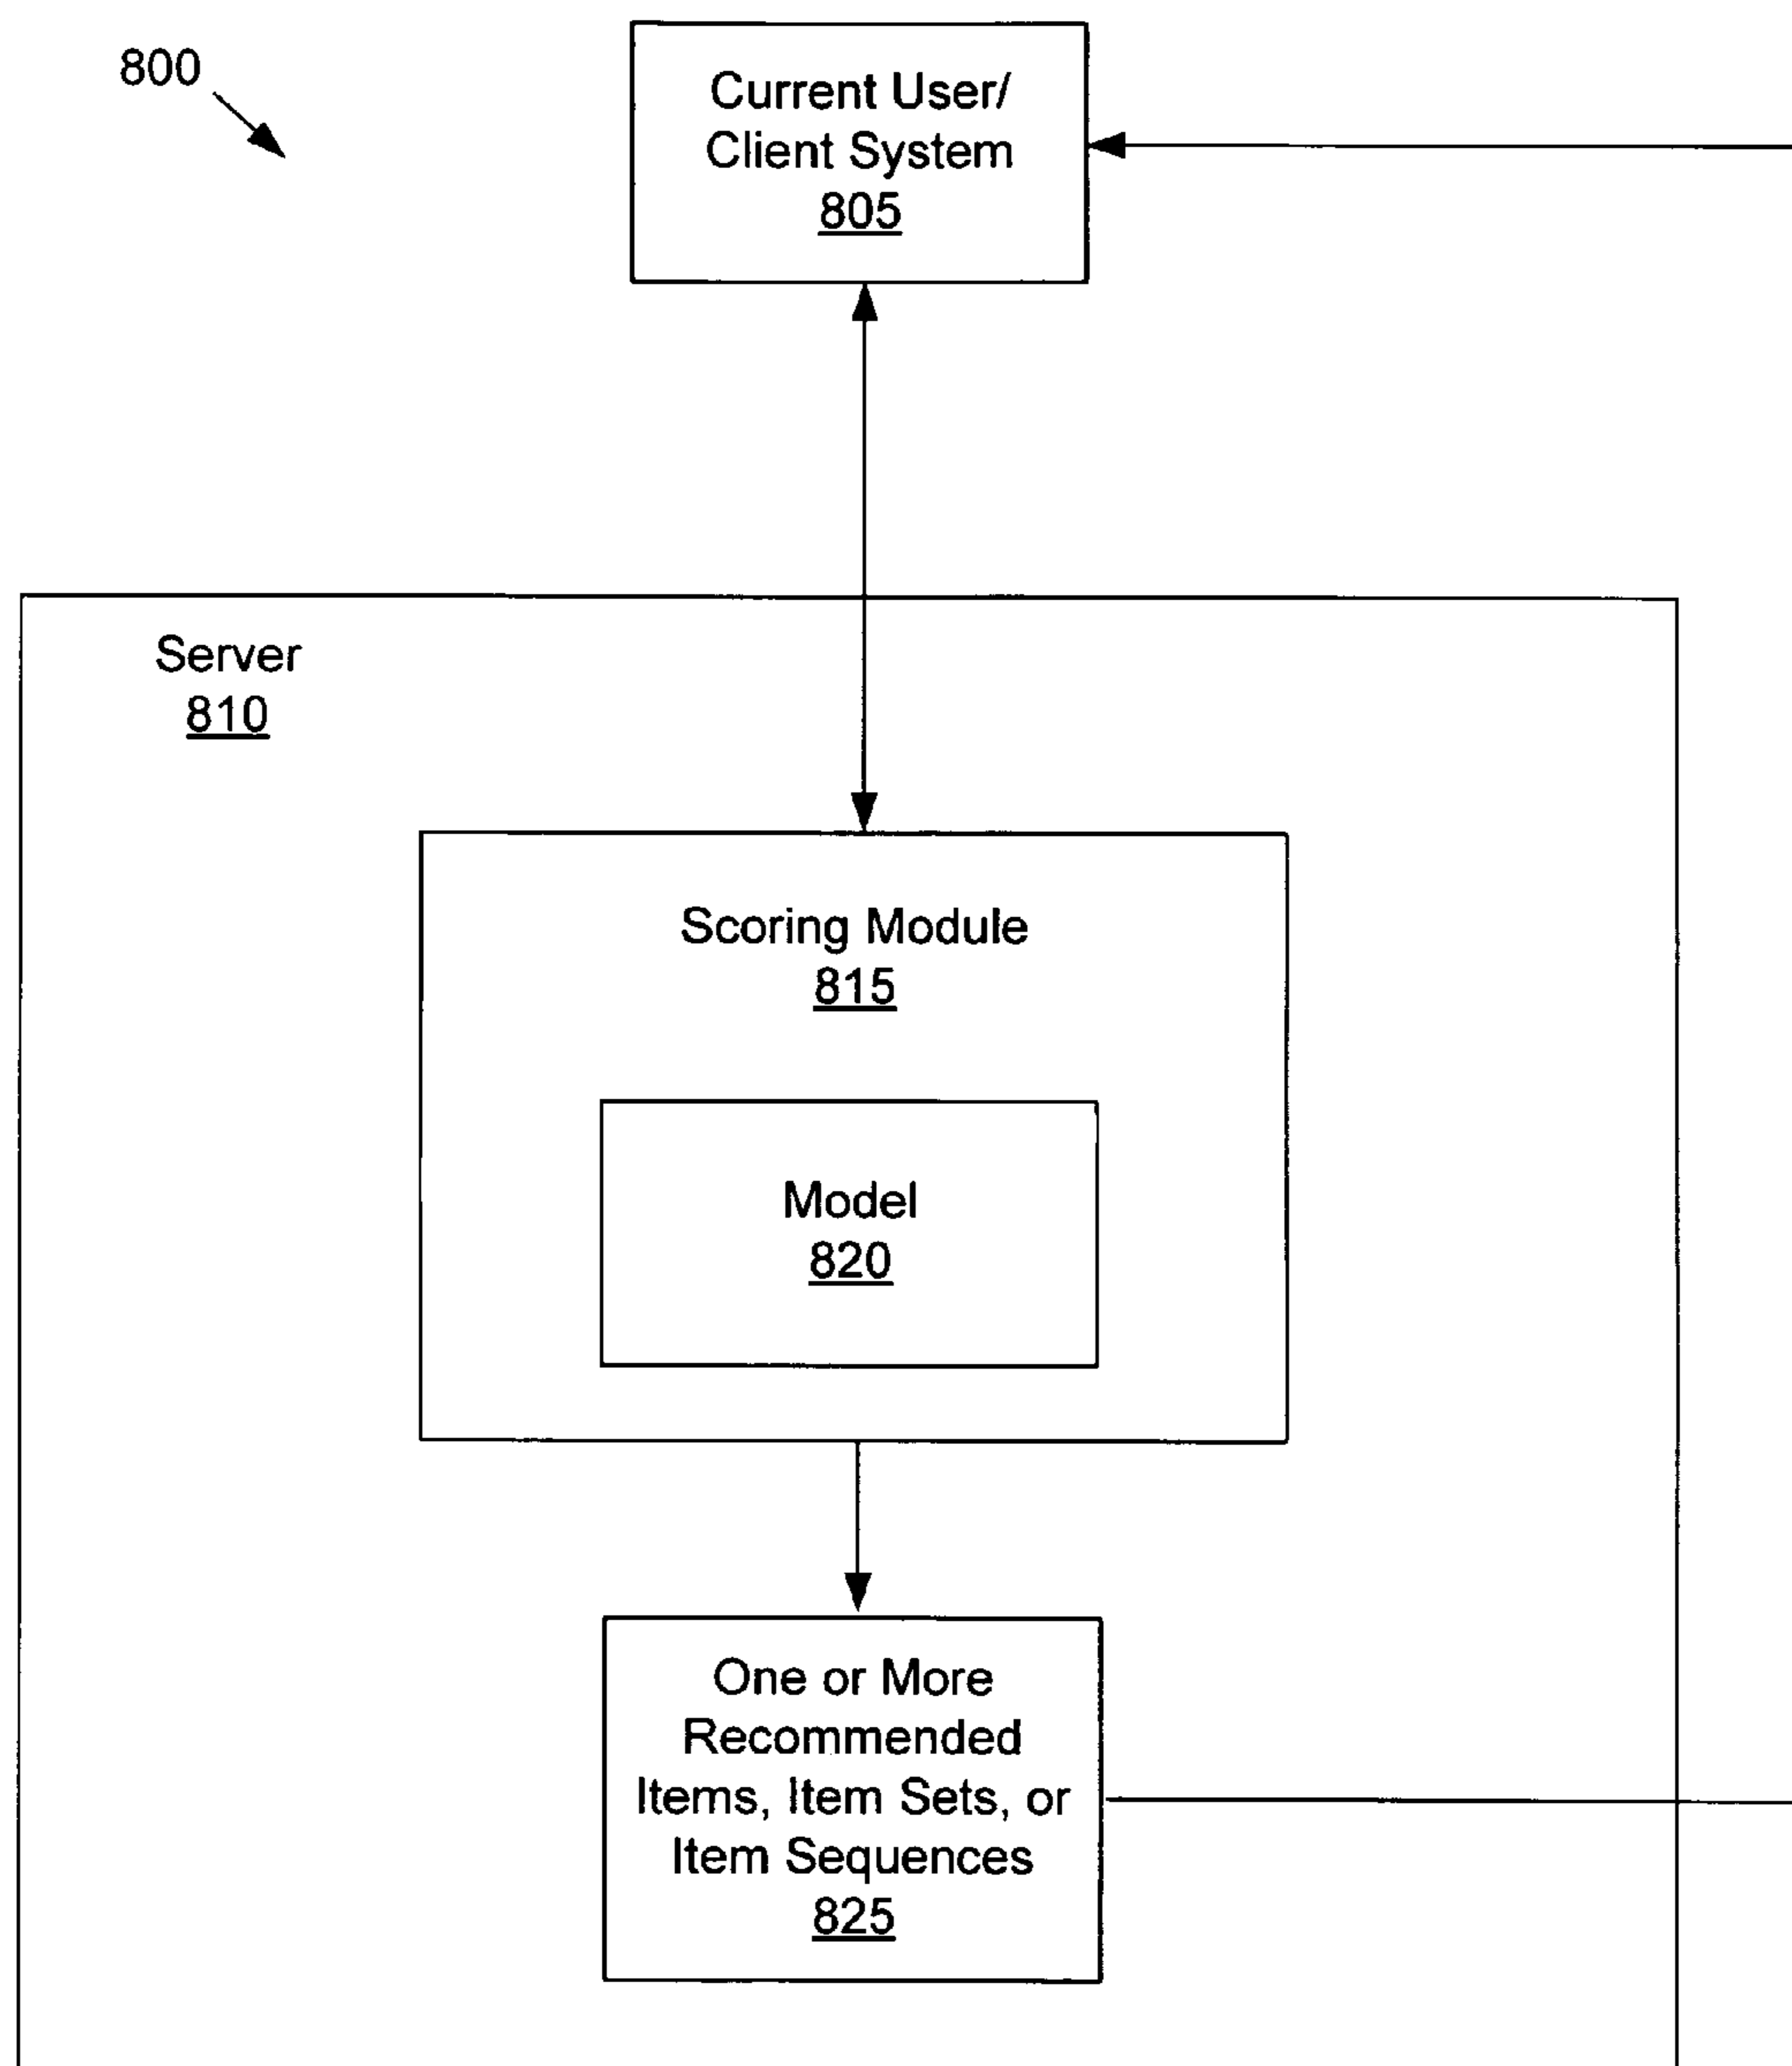 800
Current User/
Client System
805
Server
810
Scoring Module
815
Model
820
One or More
Recommended
Items, Item Sets, or
Item Sequences
825